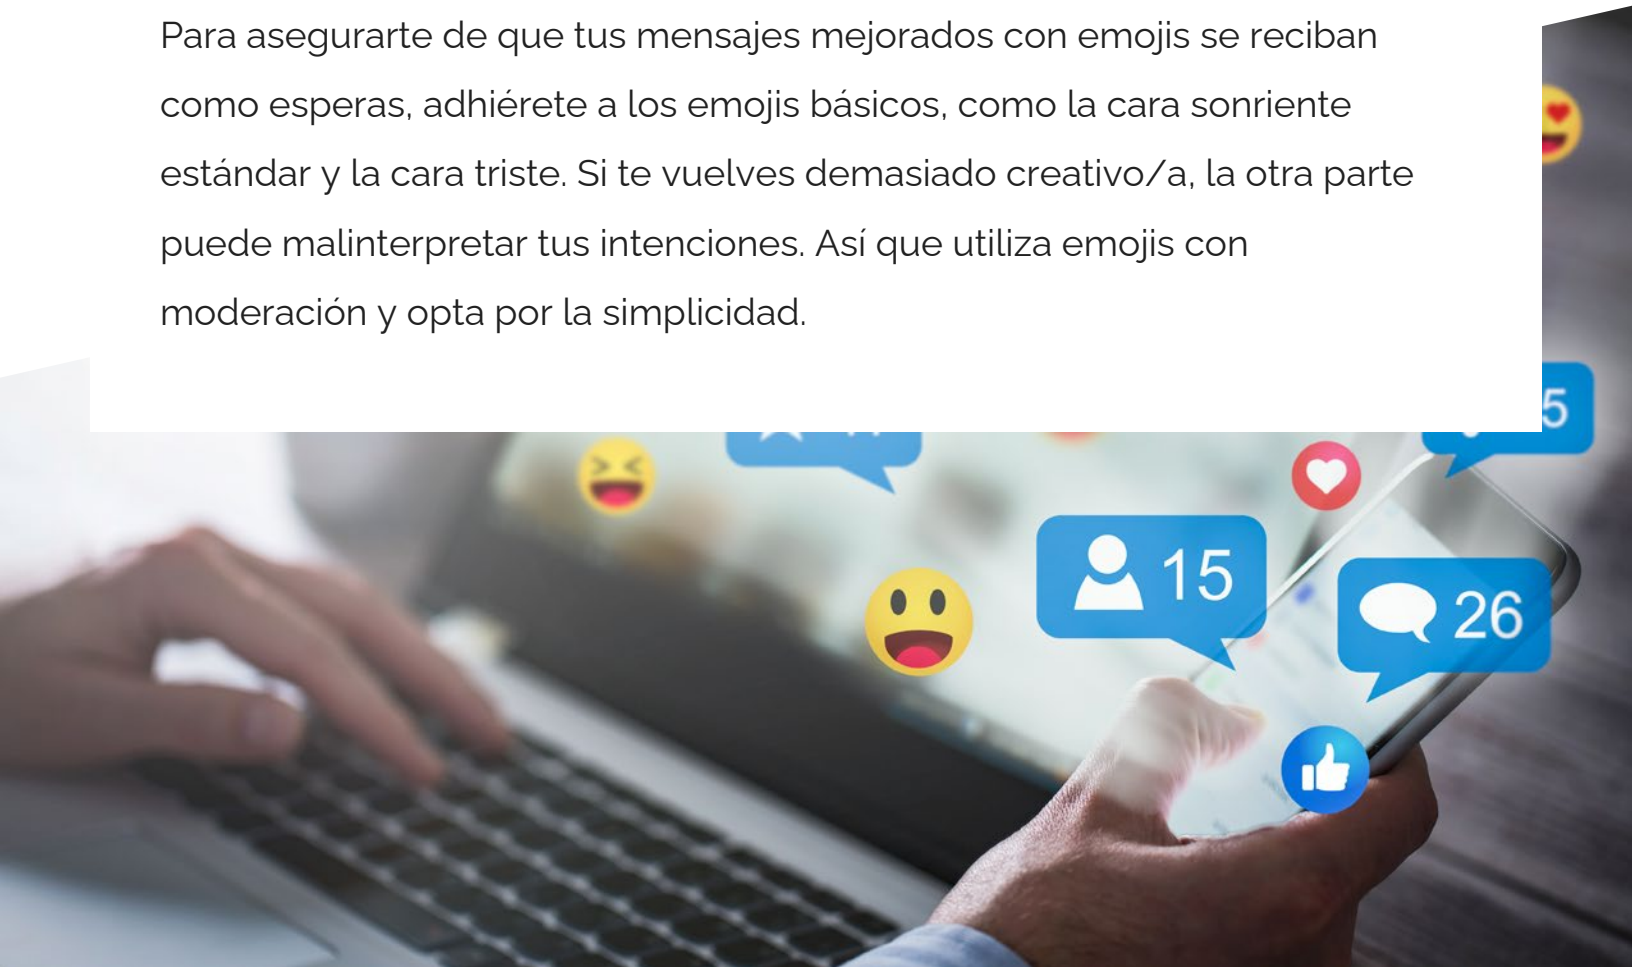 Para asegurarte de que tus mensajes mejorados con emojis se reciban
como esperas, adhiérete a los emojis básicos, como la cara sonriente
estándar y la cara triste. Si te vuelves demasiado creativo/a, la otra parte
puede malinterpretar tus intenciones. Así que utiliza emojis con
moderación y opta por la simplicidad.
5
15
26